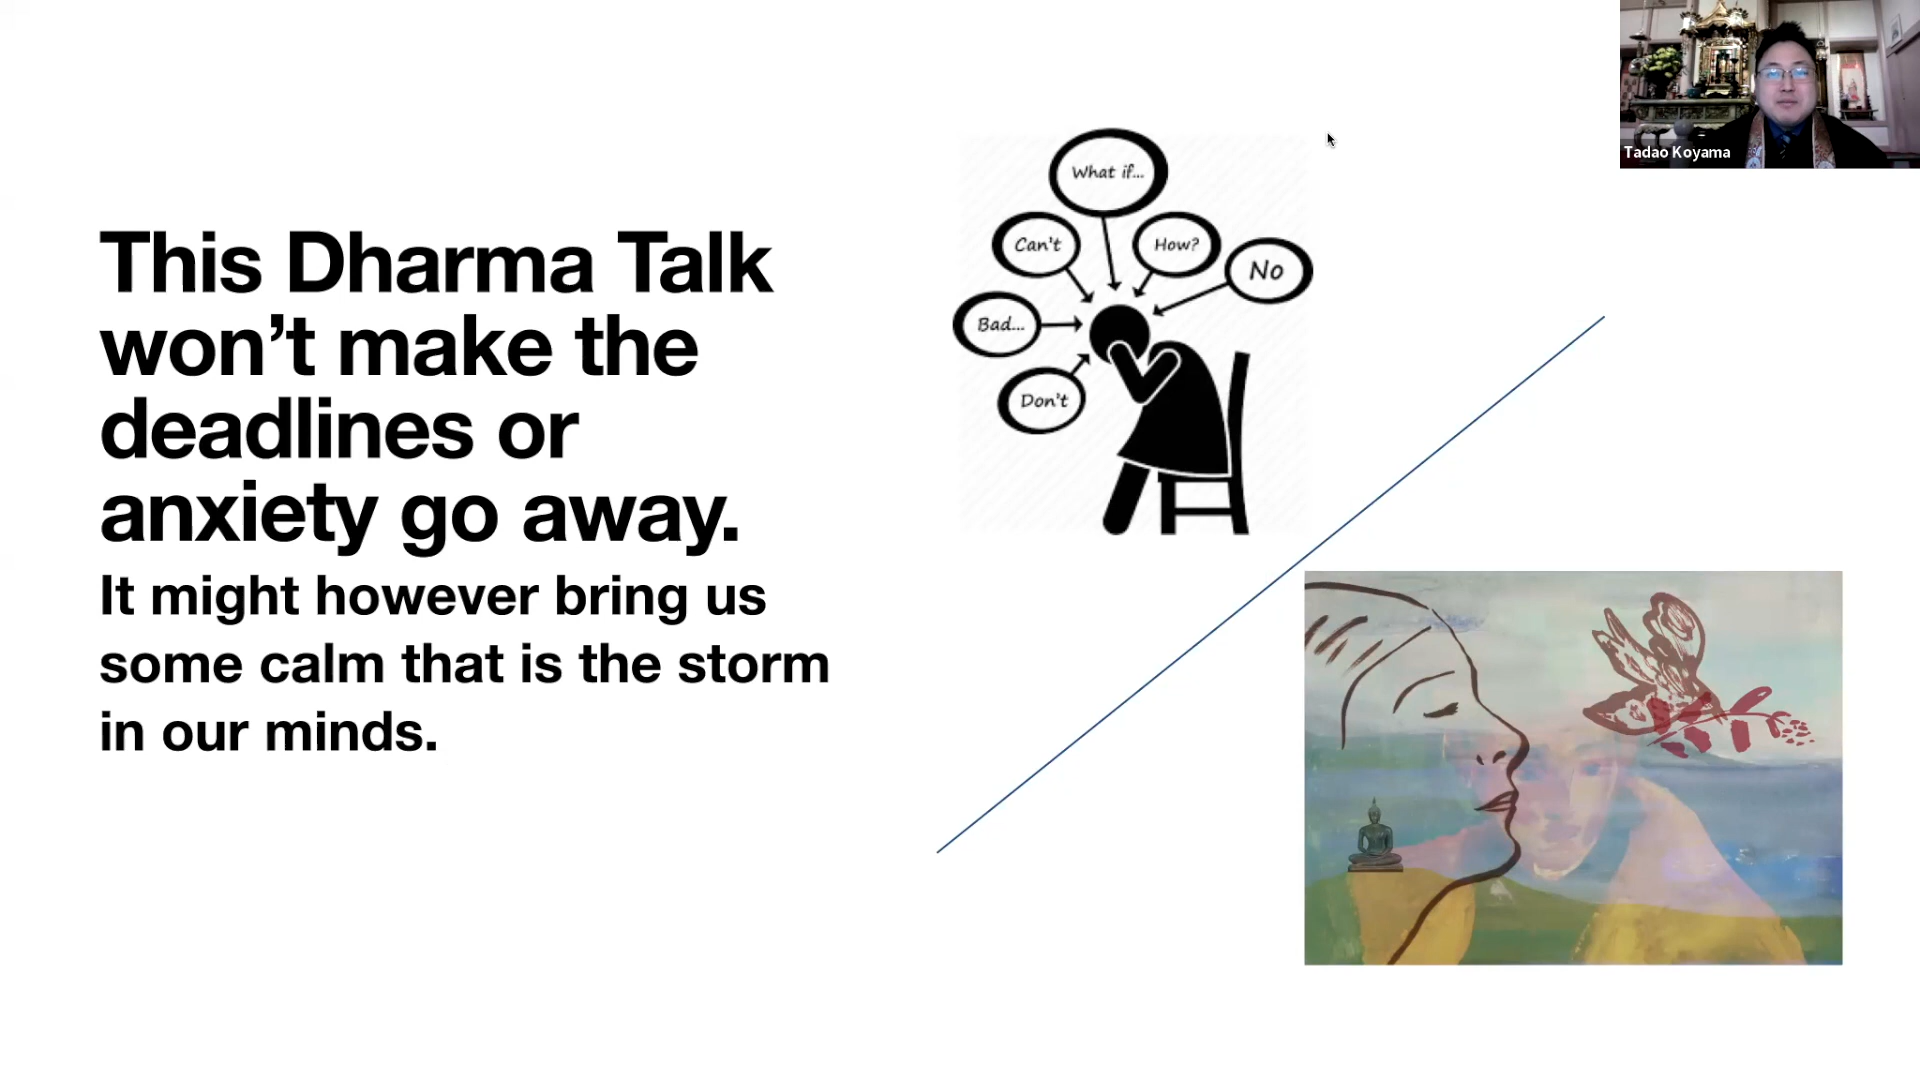 This Dharma Talk
won’t make the
deadlines or
anxiety go away.
It might however bring us
some calm that is the storm
in our minds.
What if...
Can't
How?
No
Bad...
Don't
Tadao Koyama